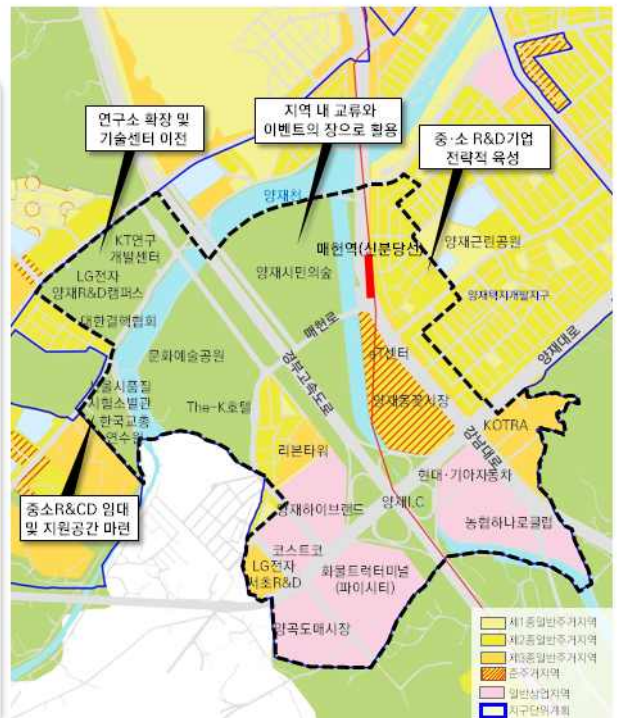 연구소 확장 및
기술센터 이전
지역 내 교류와
이벤트의 장으로 활용
중·소 R&D기업
전략적 육성
양재천
KT연구
개발센터
LG전자
양재R&D캠퍼스
대한결핵협회
양재시민의숲
매헌역(신분당선)
양재근린공원
양재택지개발지구
매헌로
양재대로
문화예술공원
경부고속도로
aT센터
양재동꽃시장
The-K호텔
서울시품질
시험소별관
한국교총
연수원
KOTRA
강남대로
리본타워
현대·기아자동차
양재I.C
양재하이브랜드
농협하나로클럽
중소R&CD 임대
및 지원공간 마련
코스트코
LG전자
서초R&D
화물트럭터미널
(파이시티)
양곡도매시장
제1종일반주거지역
제2종일반주거지역
제3종일반주거지역
준주거지역
일반상업지역
지구단위계획